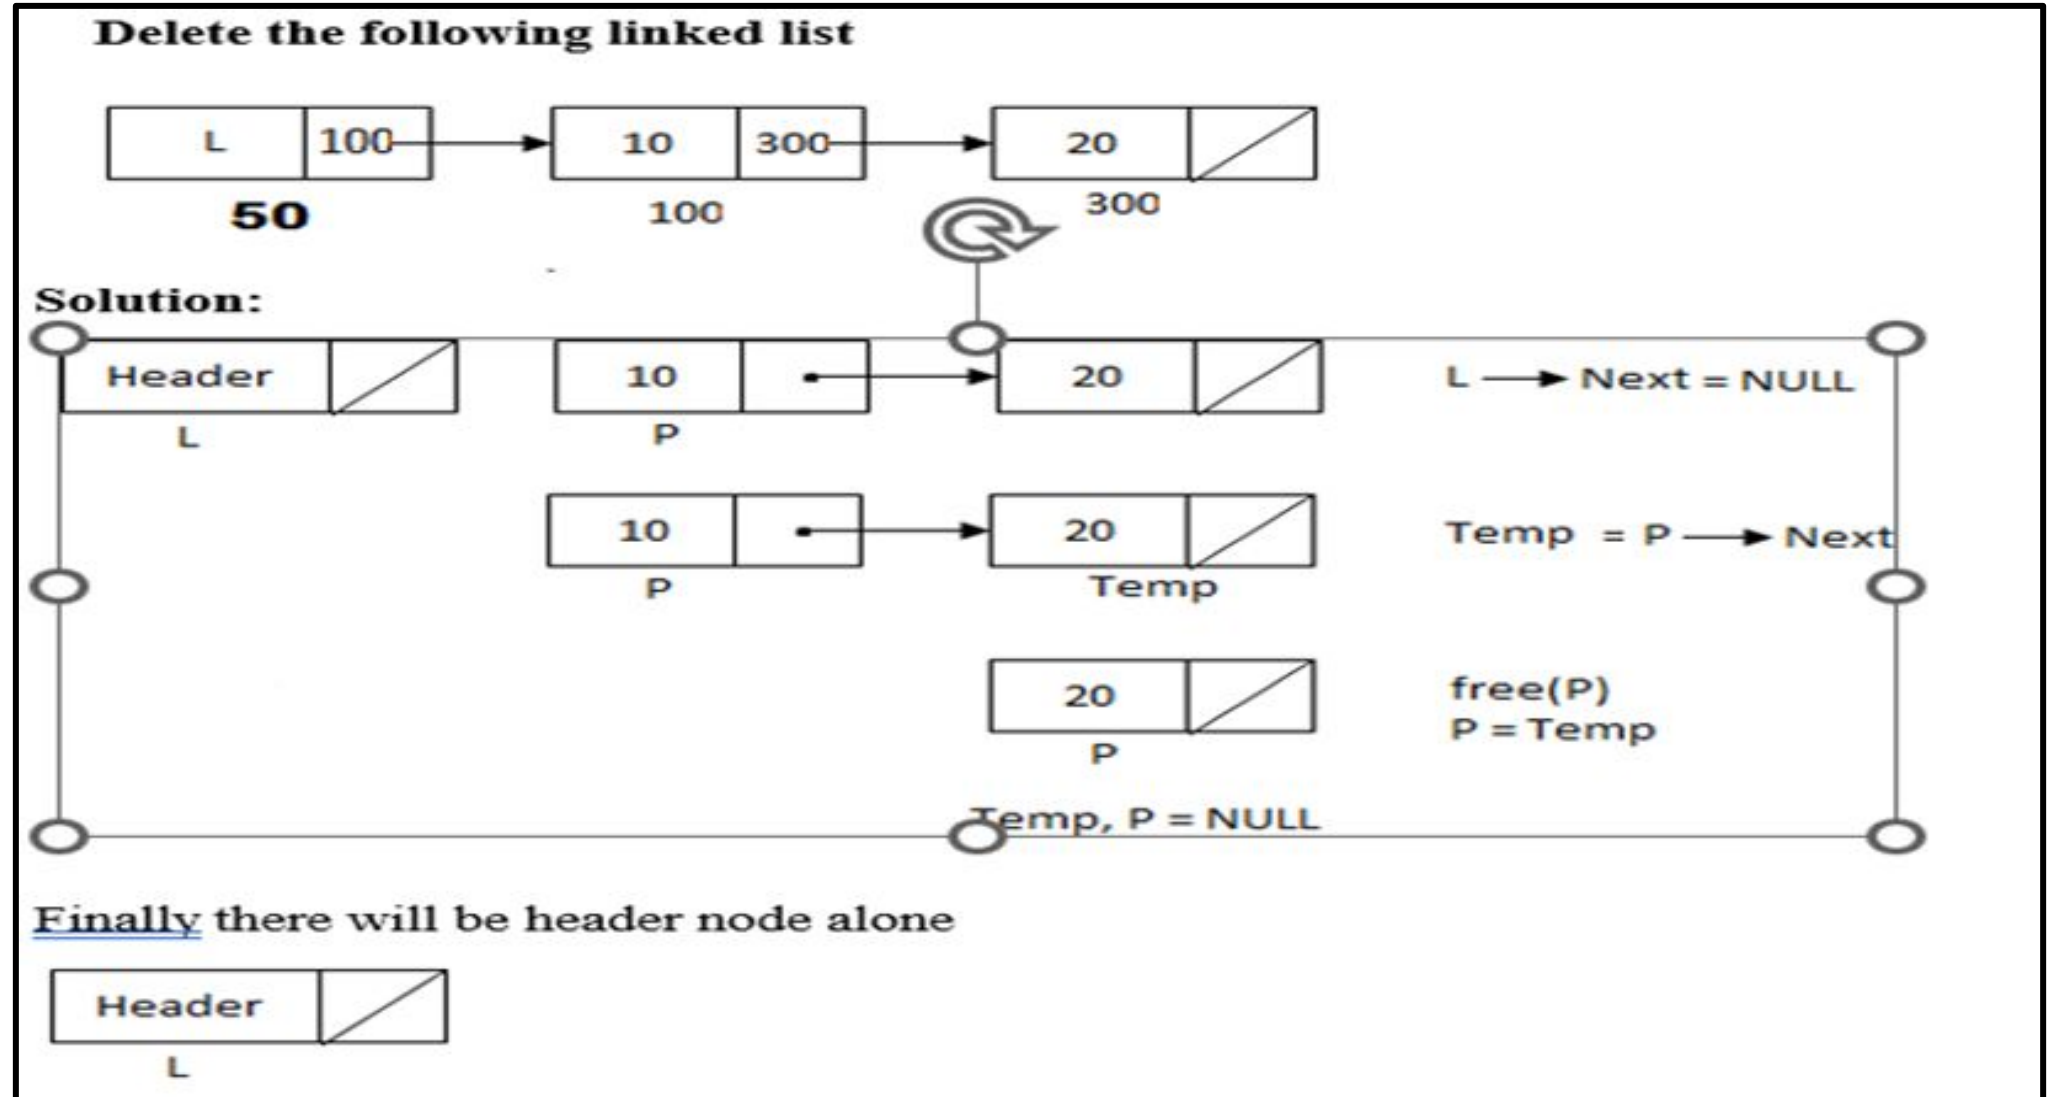 Delete the following linked list
L 100 10 300 20
50 100 300
Solution:
Header 10 20 L Next = NULL
L P
10 20 Temp = P Next
P Temp
20 free(P)
P = Temp
P
Temp, P = NULL
Finally there will be header node alone
Header
L